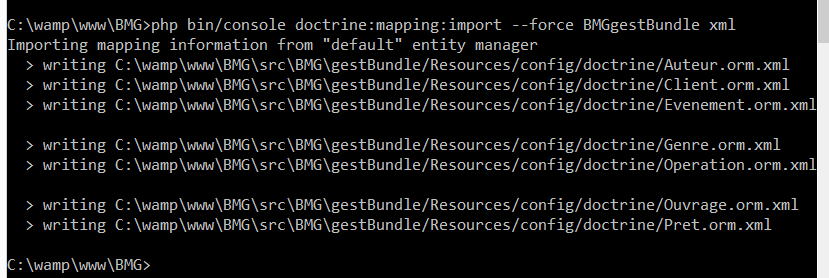 C:\wamp\www\BMG>php bin/console doctrine:mapping:import --force BMGgestBundle xml
Importing mapping information from "default" entity manager
> writing C:\wamp\www\BMG\src\BMG\gestBundle/Resources/config/doctrine/Auteur.orm.xml
> writing C:\wamp\www\BMG\src\BMG\gestBundle/Resources/config/doctrine/Client.orm.xml
> writing C:\wamp\www\BMG\src\BMG\gestBundle/Resources/config/doctrine/Evenement.orm.xml
> writing C:\wamp\www\BMG\src\BMG\gestBundle/Resources/config/doctrine/Genre.orm.xml
> writing C:\wamp\www\BMG\src\BMG\gestBundle/Resources/config/doctrine/Operation.orm.xml
> writing C:\wamp\www\BMG\src\BMG\gestBundle/Resources/config/doctrine/Ouvrage.orm.xml
> writing C:\wamp\www\BMG\src\BMG\gestBundle/Resources/config/doctrine/Pret.orm.xml
C:\wamp\www\BMG>